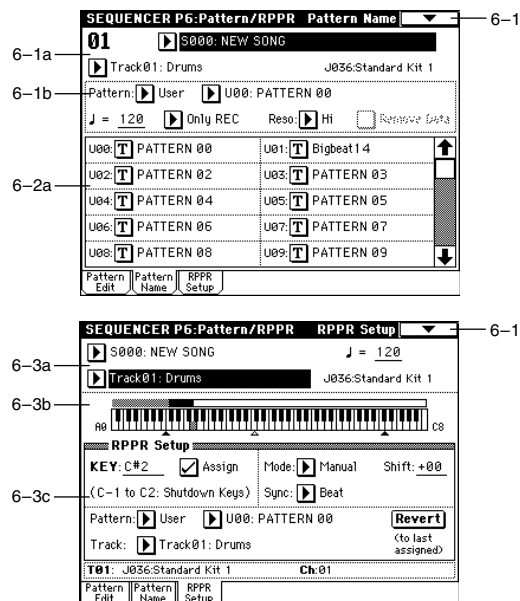 SEQUENCER P6:Pattern/RPPR Pattern Name
6–1
01 S000: NEW SONG
6–1a
Track01: Drums J036:Standard Kit 1
6–1b
Pattern: User U00: PATTERN 00
♩ = 120 Only REC Reso: Hi Remove Data
U00: T PATTERN 00 U01: T Bigbeat14
U02: T PATTERN 02 U03: T PATTERN 03
6–2a
U04: T PATTERN 04 U05: T PATTERN 05
U06: T PATTERN 06 U07: T PATTERN 07
U08: T PATTERN 08 U09: T PATTERN 09
Pattern Edit Pattern Name RPPR Setup
SEQUENCER P6:Pattern/RPPR RPPR Setup
6–1
S000: NEW SONG ♩ = 120
6–3a
Track01: Drums J036:Standard Kit 1
6–3b
A0 C8
RPPR Setup
KEY: C#2 Assign Mode: Manual Shift: +00
6–3c
(C-1 to C2: Shutdown Keys) Sync: Beat
Pattern: User U00: PATTERN 00 Revert
Track: Track01: Drums (to last assigned)
T01: J036:Standard Kit 1 Ch:01
Pattern Edit Pattern Name RPPR Setup